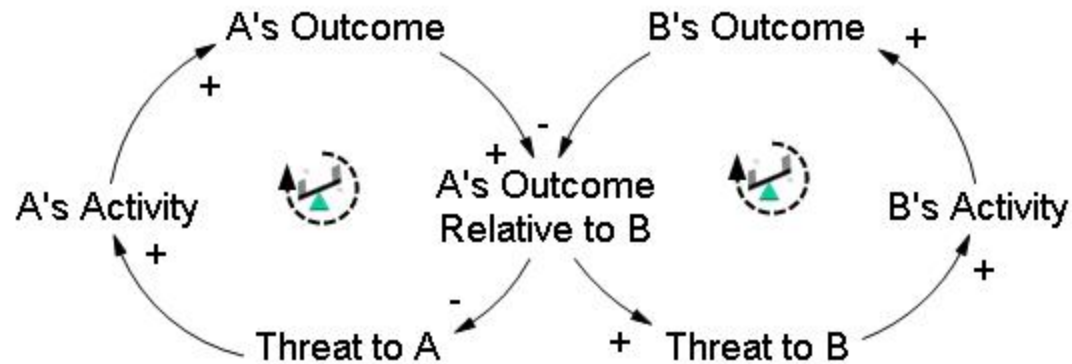 A's Outcome
B's Outcome
+
+
-
+
A's Outcome
Relative to B
A's Activity
B's Activity
+
+
-
+
Threat to A
Threat to B